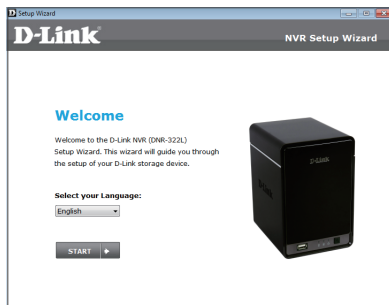 Setup Wizard
D-Link
NVR Setup Wizard
Welcome
Welcome to the D-Link NVR (DNR-322L)
Setup Wizard. This wizard will guide you through
the setup of your D-Link storage device.
Select your Language:
English
START
D-Link
D-Link